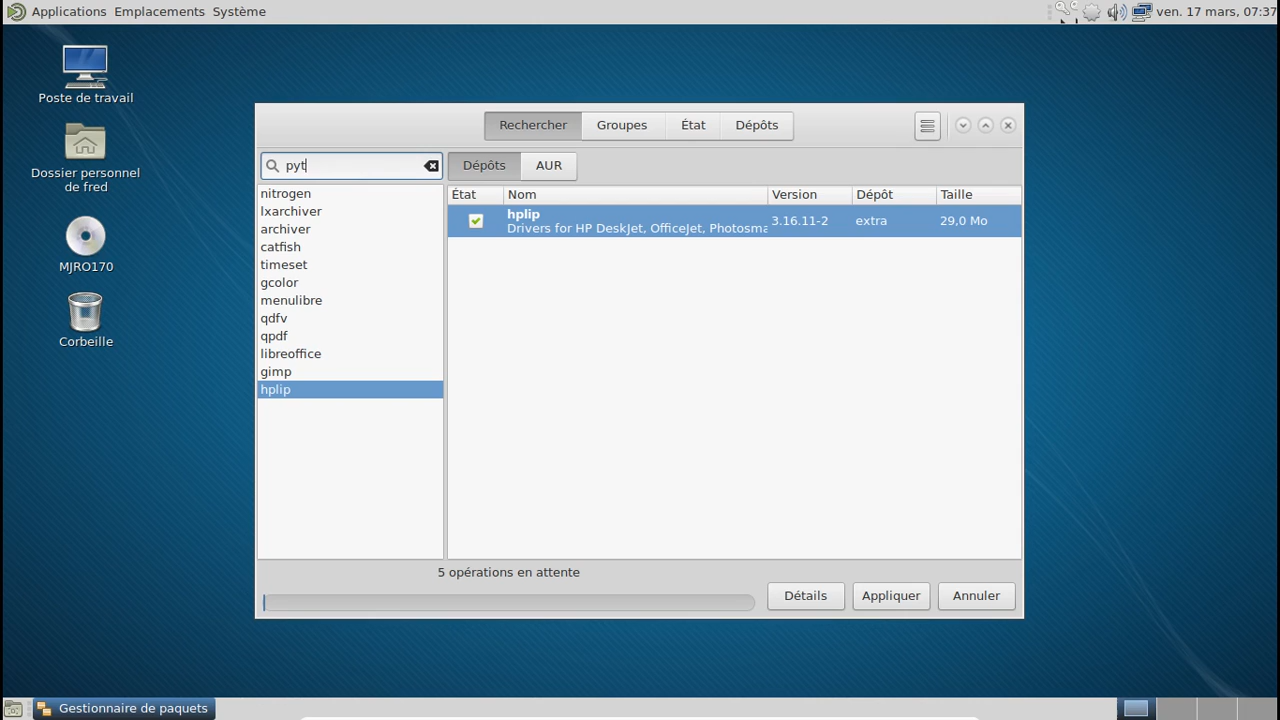 Applications Emplacements Système
ven. 17 mars, 07:37
Poste de travail
Dossier personnel
de fred
MJRO170
Corbeille
Rechercher Groupes État Dépôts
pyt
Dépôts AUR
nitrogen
lxarchiver
archiver
catfish
timeset
gcolor
menulibre
qdfv
qpdf
libreoffice
gimp
hplip
État Nom Version Dépôt Taille
hplip
Drivers for HP DeskJet, OfficeJet, Photosma 3.16.11-2 extra 29,0 Mo
5 opérations en attente
Détails Appliquer Annuler
Gestionnaire de paquets